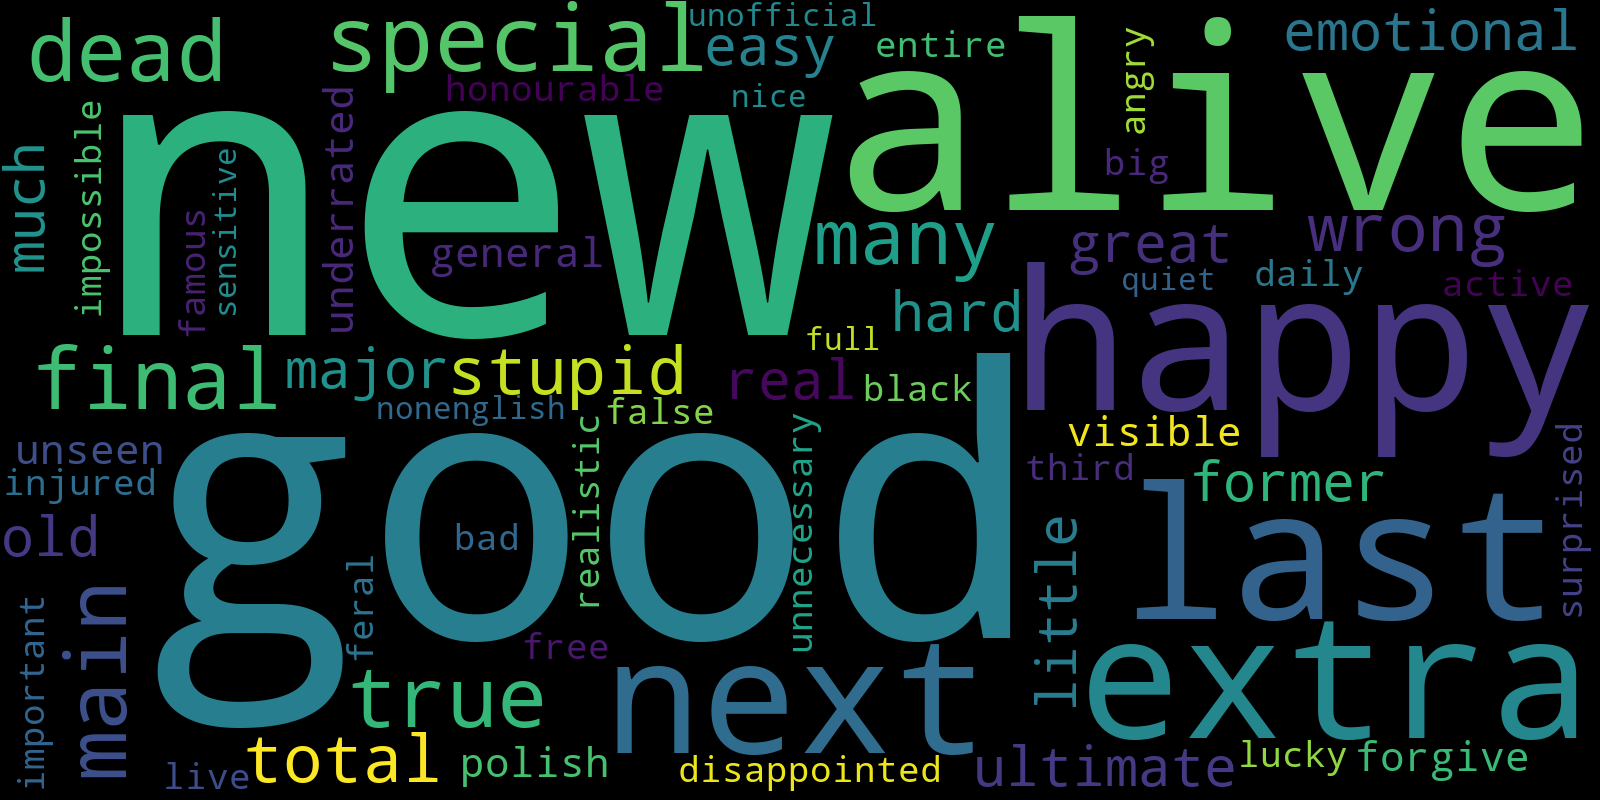 dead
special
unofficial
easy
entire
angry
emotional
honourable
nice
alive
much
impossible
famous
sensitive
new
underrated
general
big
many
great
wrong
quiet
daily
active
hard
happy
final
major
stupid
full
real
black
nonenglish
false
visible
unseen
injured
good
realistic
unnecessary
third
former
surprised
old
bad
last
important
main
feral
free
little
true
next
extra
live
total
polish
disappointed
ultimate
lucky
forgive